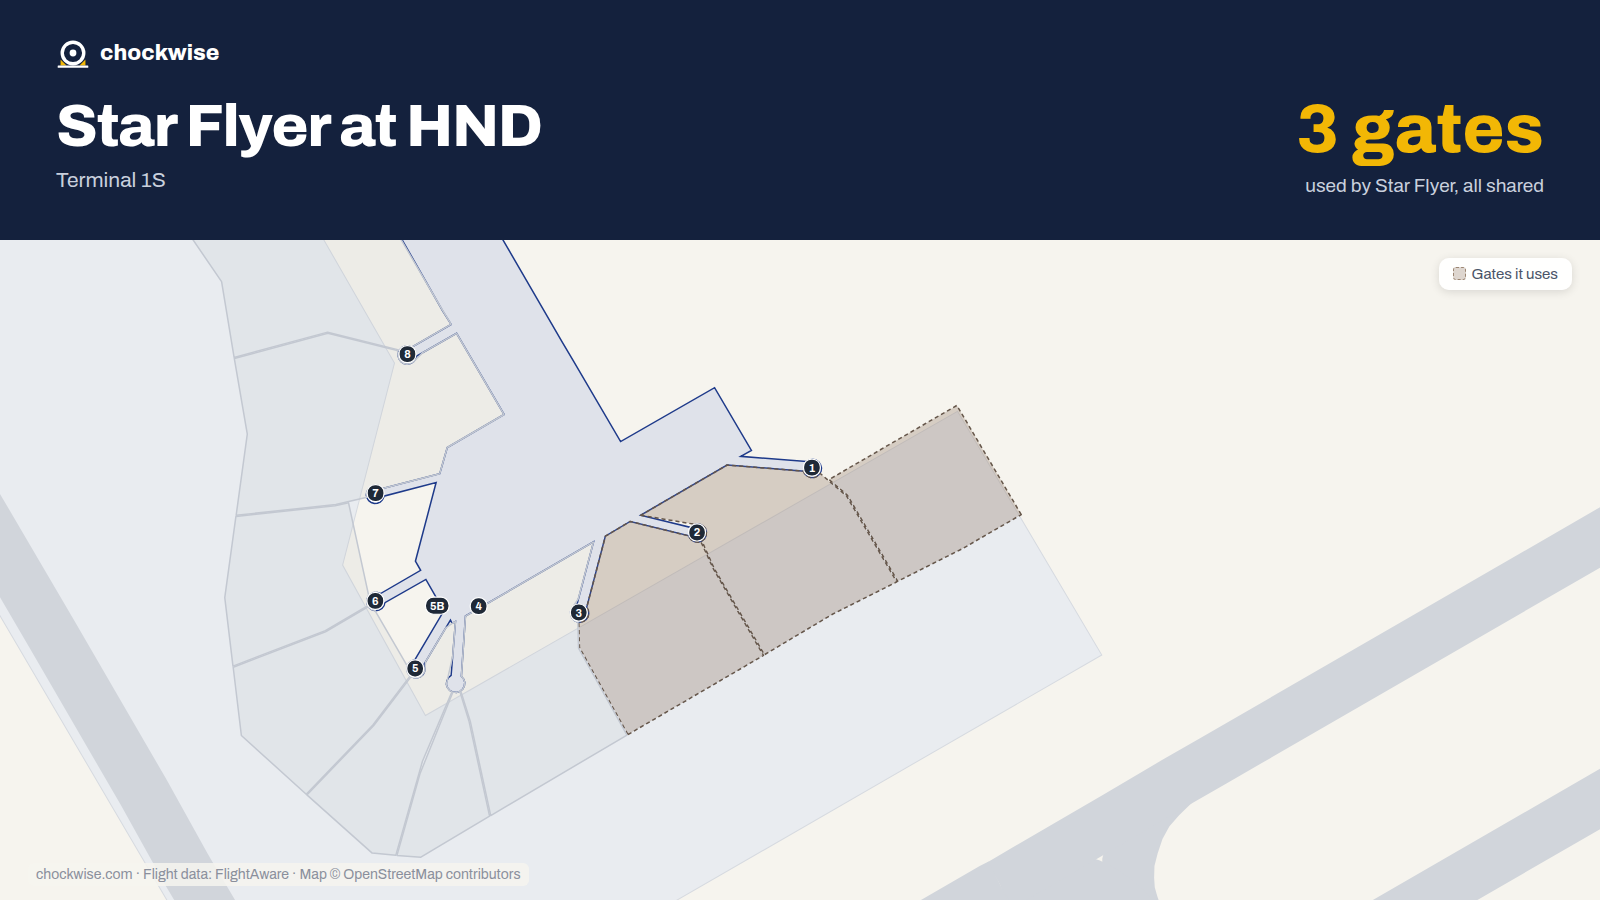 chockwise
Star Flyer at HND
Terminal 1S
3 gates
used by Star Flyer, all shared
Gates it uses
8
1
7
2
6
5B
4
3
5
chockwise.com · Flight data: FlightAware · Map © OpenStreetMap contributors